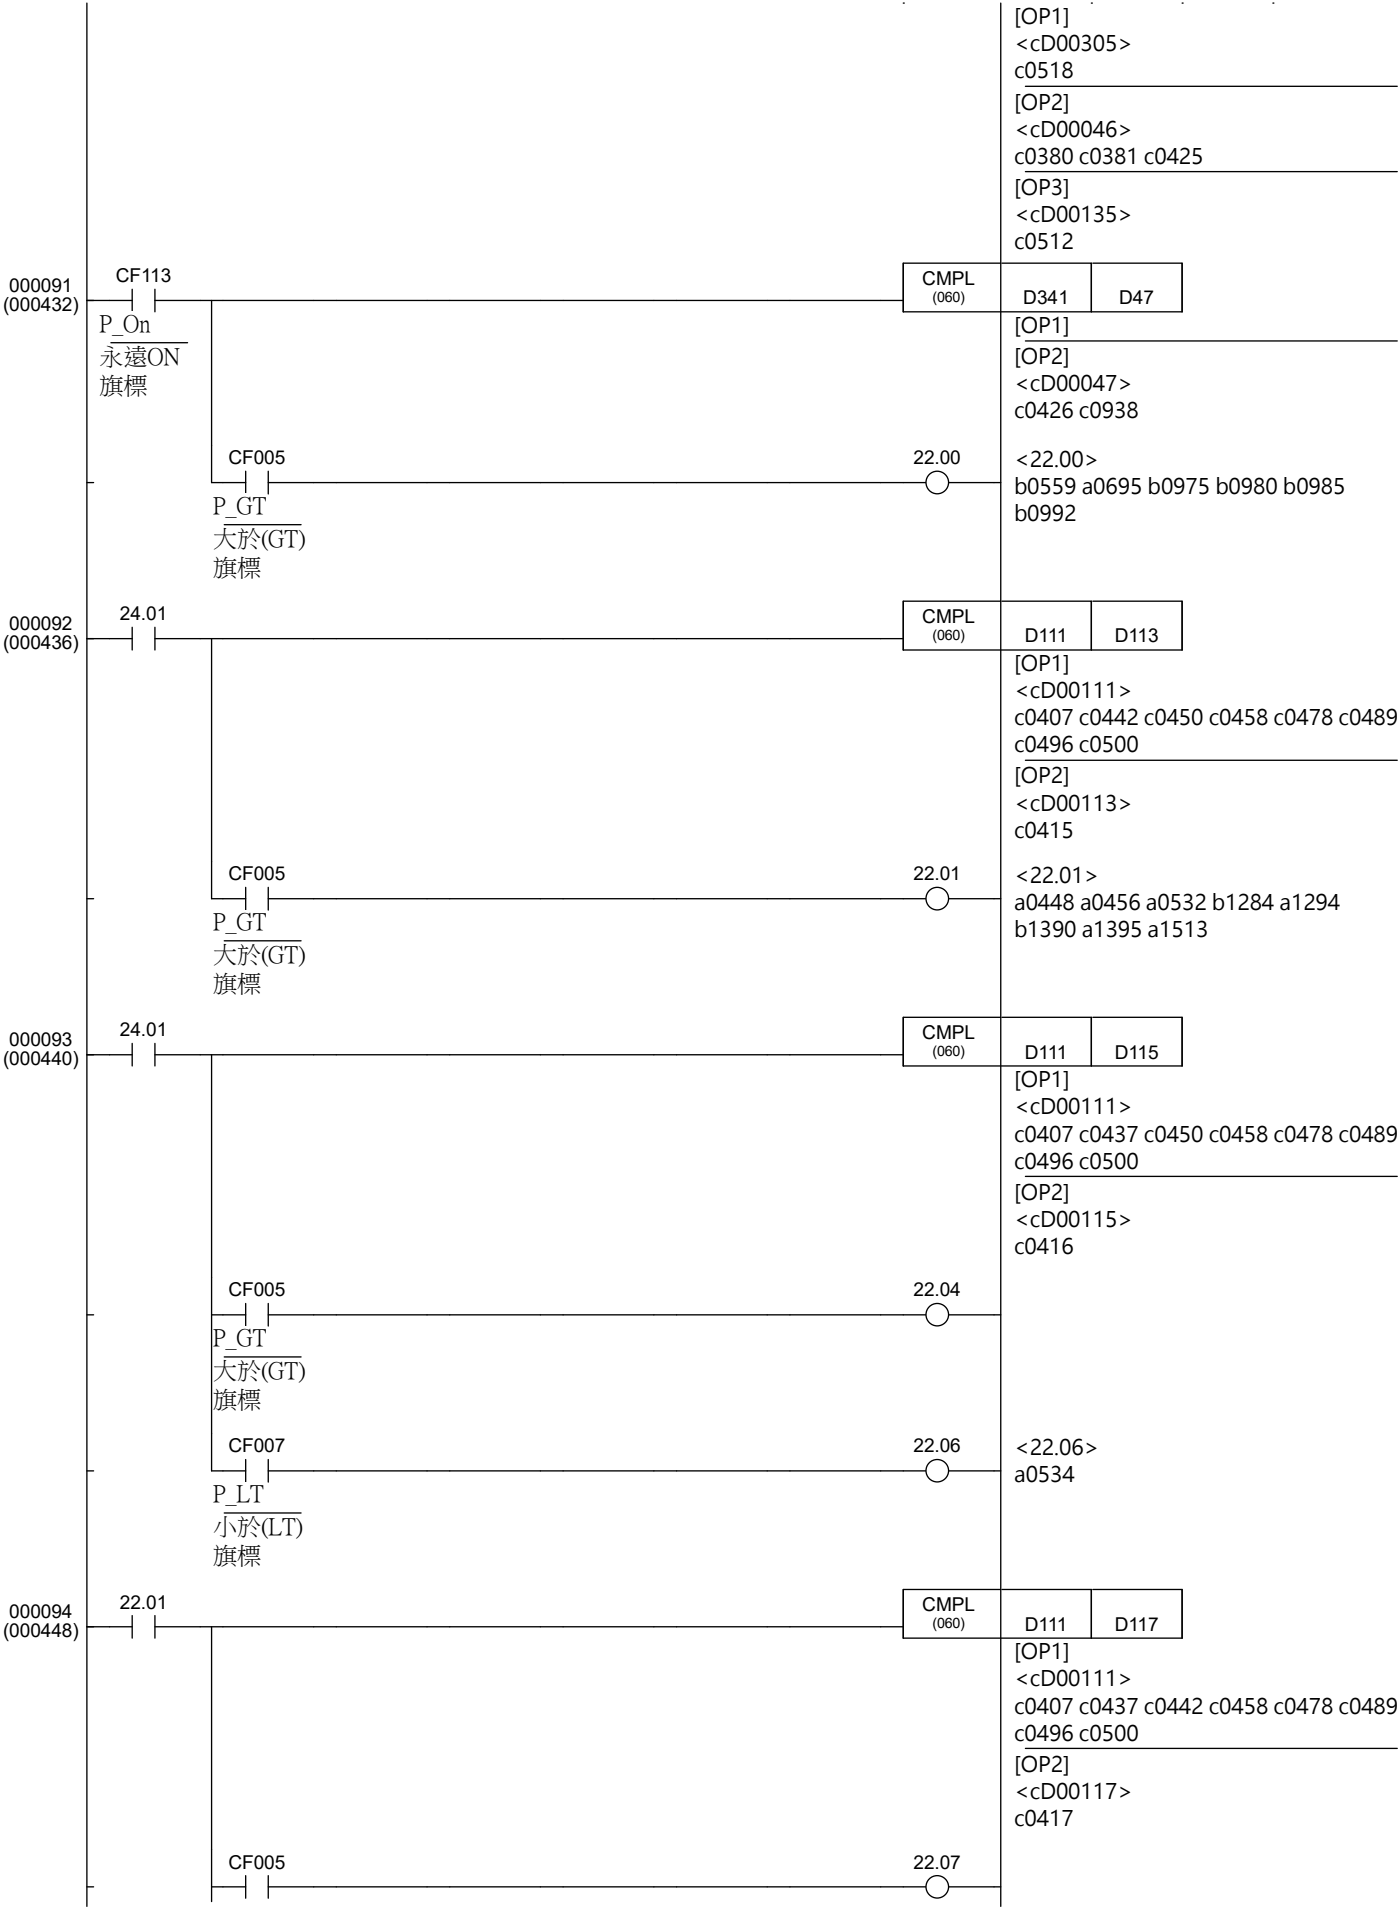 [OP1]
<cD00305>
c0518
[OP2]
<cD00046>
c0380 c0381 c0425
[OP3]
<cD00135>
c0512
000091
(000432)
CF113
P_On
永遠ON
旗標
CMPL
(060)
D341
D47
[OP1]
[OP2]
<cD00047>
c0426 c0938
CF005
P_GT
大於(GT)
旗標
22.00
<22.00>
b0559 a0695 b0975 b0980 b0985
b0992
000092
(000436)
24.01
CMPL
(060)
D111
D113
[OP1]
<cD00111>
c0407 c0442 c0450 c0458 c0478 c0489
c0496 c0500
[OP2]
<cD00113>
c0415
CF005
P_GT
大於(GT)
旗標
22.01
<22.01>
a0448 a0456 a0532 b1284 a1294
b1390 a1395 a1513
000093
(000440)
24.01
CMPL
(060)
D111
D115
[OP1]
<cD00111>
c0407 c0437 c0450 c0458 c0478 c0489
c0496 c0500
[OP2]
<cD00115>
c0416
CF005
P_GT
大於(GT)
旗標
22.04
CF007
P_LT
小於(LT)
旗標
22.06
<22.06>
a0534
000094
(000448)
22.01
CMPL
(060)
D111
D117
[OP1]
<cD00111>
c0407 c0437 c0442 c0458 c0478 c0489
c0496 c0500
[OP2]
<cD00117>
c0417
CF005
22.07